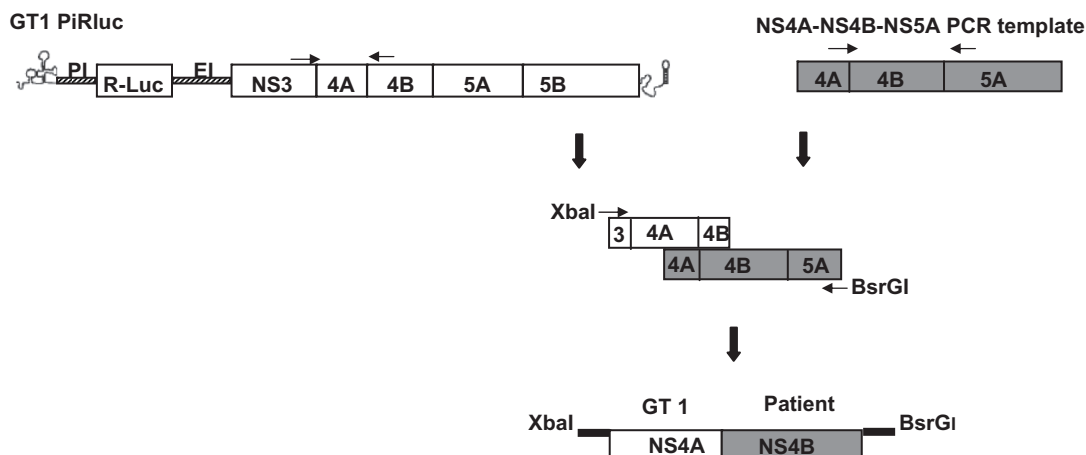 GT1 PiRluc
NS4A-NS4B-NS5A PCR template
PI R-Luc EI NS3 4A 4B 5A 5B
4A 4B 5A
XbaI
3 4A 4B
4A 4B 5A
BsrGI
GT 1 Patient
XbaI NS4A NS4B BsrGI